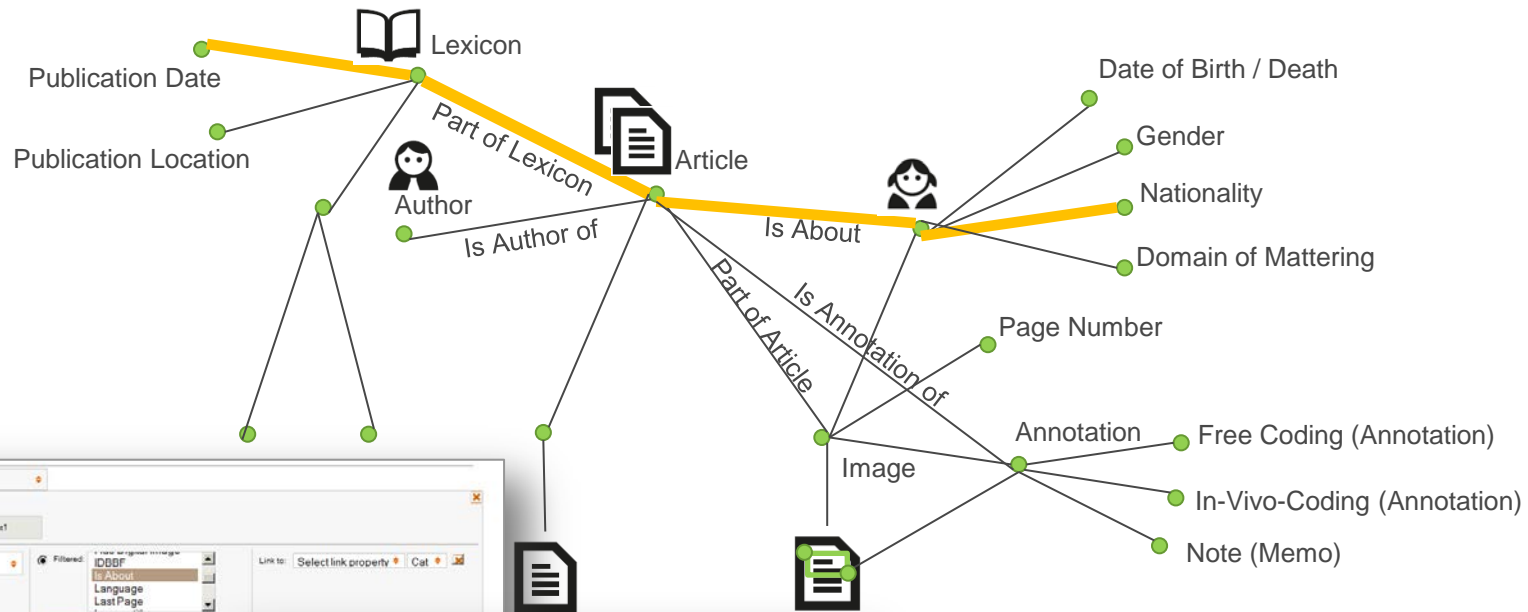 Lexicon
Publication Date
Publication Location
Part of Lexicon
Author
Is Author of
Article
Is About
Date of Birth / Death
Gender
Nationality
Domain of Mattering
Part of Article
Is Annotation of
Page Number
Image
Annotation
Free Coding (Annotation)
In-Vivo-Coding (Annotation)
Note (Memo)
Filtered:
IDBBF
Is About
Language
Last Page
Link to: Select link property Cat